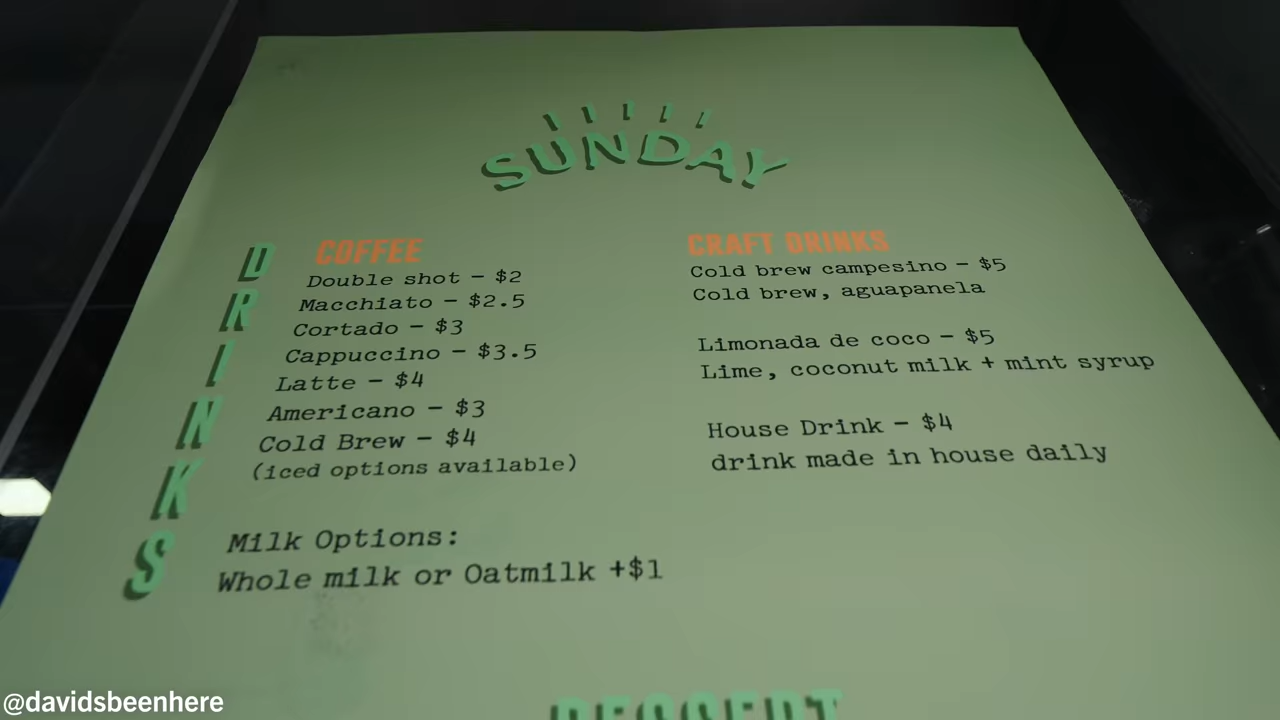 SUNDAY
DRINKS
COFFEE
Double shot - $2
Macchiato - $2.5
Cortado - $3
Cappuccino - $3.5
Latte - $4
Americano - $3
Cold Brew - $4
(iced options available)
Milk Options:
Whole milk or Oatmilk +$1
CRAFT DRINKS
Cold brew campesino - $5
Cold brew, aguapanela
Limonada de coco - $5
Lime, coconut milk + mint syrup
House Drink - $4
drink made in house daily
DESSERT
@davidsbeenhere